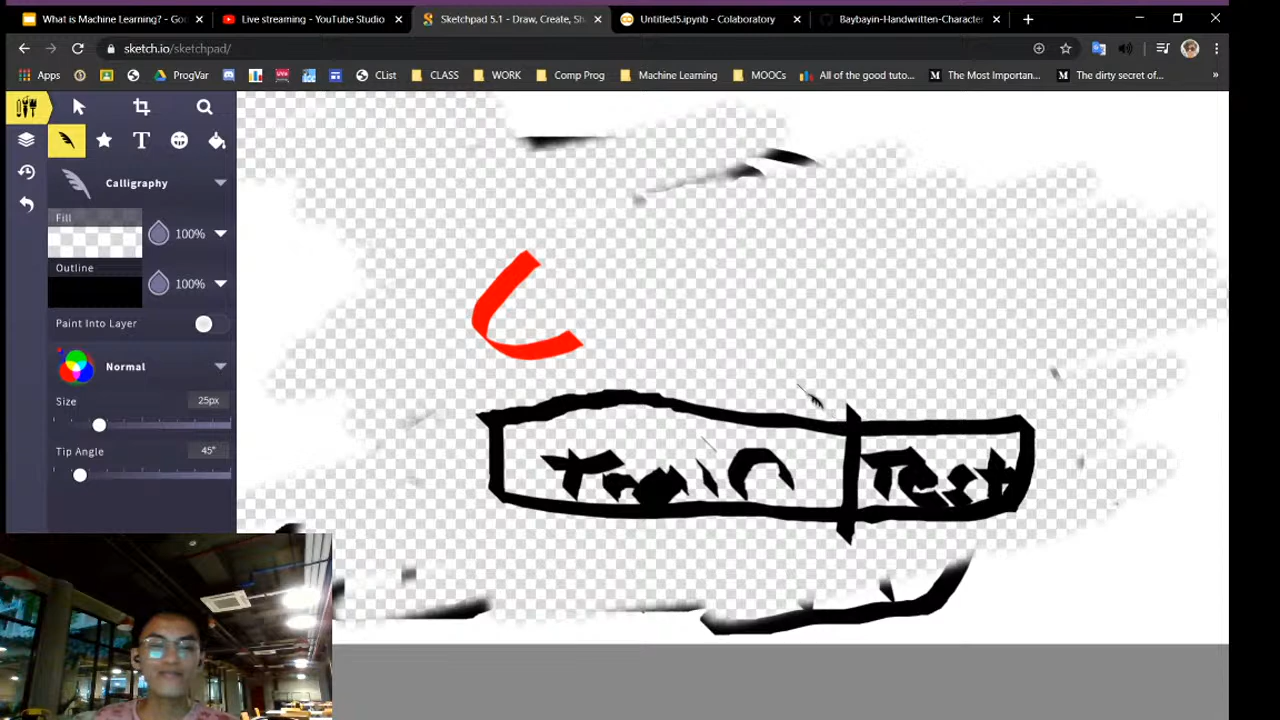 What is Machine Learning? - Goo
Live streaming - YouTube Studio
Sketchpad 5.1 - Draw, Create, Sh
Untitled5.ipynb - Colaboratory
Baybayin-Handwritten-Character
sketch.io/sketchpad/
Apps
ProgVar
CList
CLASS
WORK
Comp Prog
Machine Learning
MOOCs
All of the good tuto...
The Most Importan...
The dirty secret of...
Calligraphy
Fill
100%
Outline
100%
Paint Into Layer
Normal
Size
25px
Tip Angle
45°
Train
Test